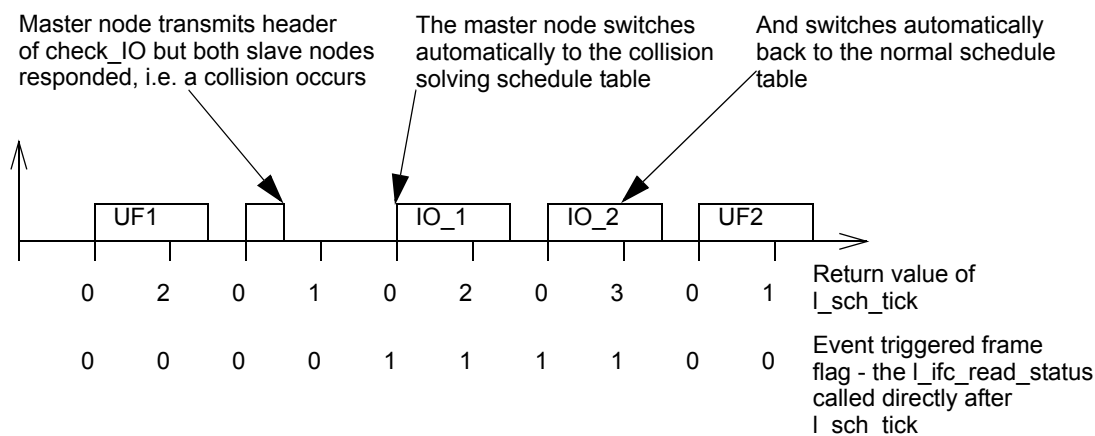 Master node transmits header
of check_IO but both slave nodes
responded, i.e. a collision occurs
The master node switches
automatically to the collision
solving schedule table
And switches automatically
back to the normal schedule
table
UF1
IO_1
IO_2
UF2
0 2 0 1 0 2 0 3 0 1
Return value of
l_sch_tick
0 0 0 0 1 1 1 1 0 0
Event triggered frame
flag - the l_ifc_read_status
called directly after
l_sch_tick